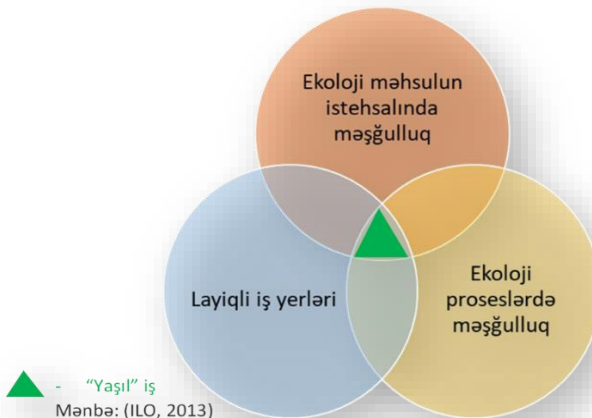 Ekoloji məhsulun
istehsalında
məşğulluq
Layiqli iş yerləri
Ekoloji
proseslərdə
məşğulluq
- "Yaşıl" iş
Mənbə: (ILO, 2013)